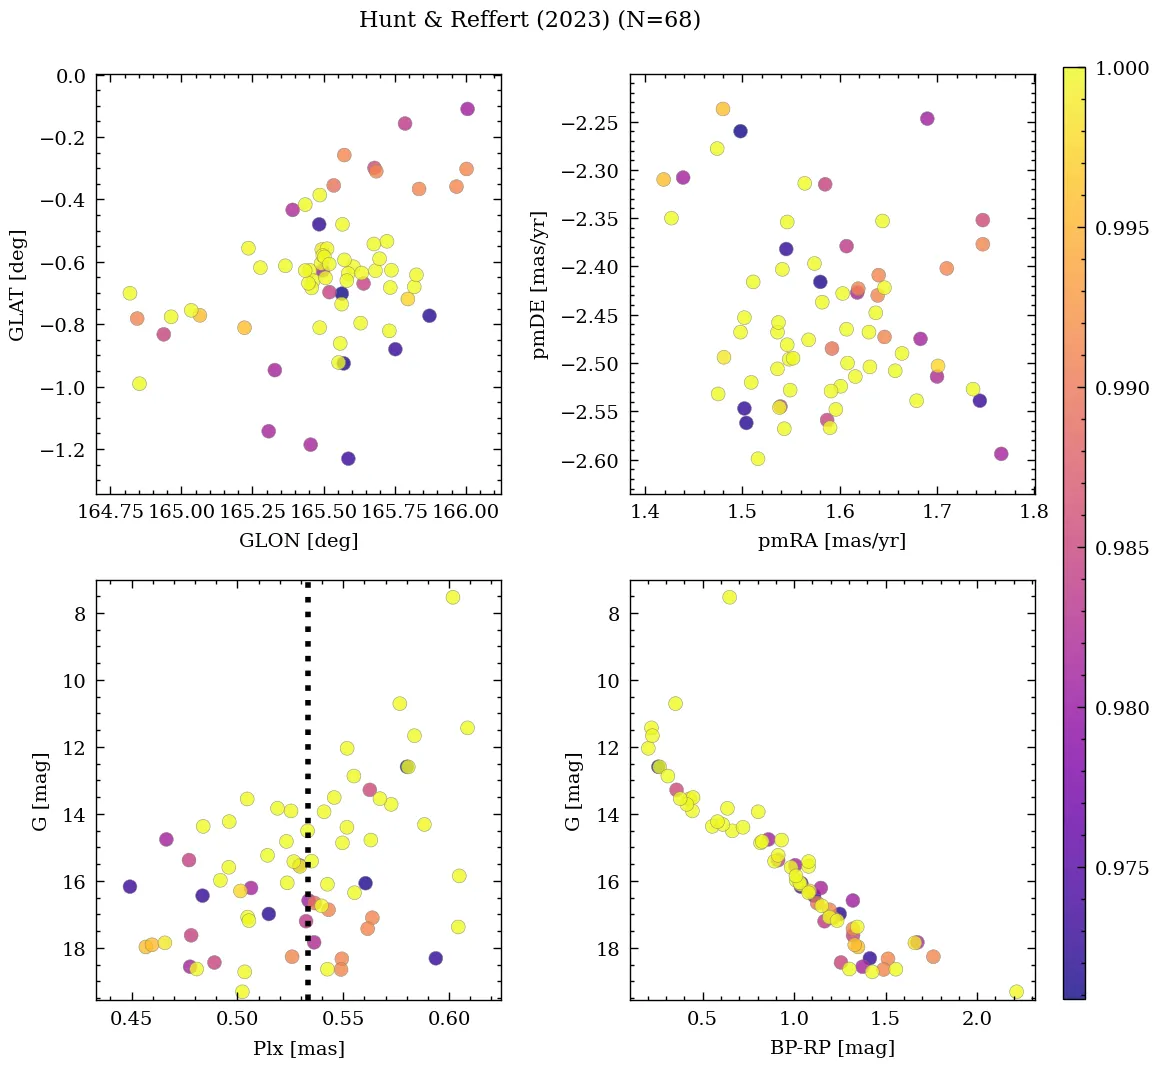 Hunt & Reffert (2023) (N=68)
0.0
−0.2
−0.4
−0.6
−0.8
−1.0
−1.2
GLAT [deg]
164.75 165.00 165.25 165.50 165.75 166.00
GLON [deg]
−2.25
−2.30
−2.35
−2.40
−2.45
−2.50
−2.55
−2.60
pmDE [mas/yr]
1.4 1.5 1.6 1.7 1.8
pmRA [mas/yr]
1.000
0.995
0.990
0.985
0.980
0.975
8
10
12
14
16
18
G [mag]
0.45 0.50 0.55 0.60
Plx [mas]
8
10
12
14
16
18
G [mag]
0.5 1.0 1.5 2.0
BP-RP [mag]